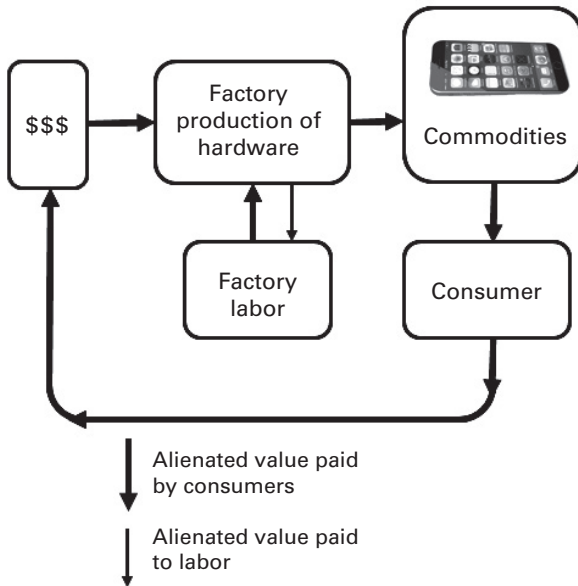 $$$
Factory
production of
hardware
Commodities
Factory
labor
Consumer
Alienated value paid
by consumers
Alienated value paid
to labor